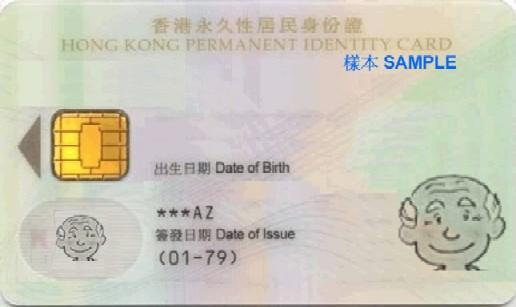 香港永久性居民身份證
HONG KONG PERMANENT IDENTITY CARD
樣本 SAMPLE
出生日期 Date of Birth
***AZ
簽發日期 Date of Issue
(01-79)